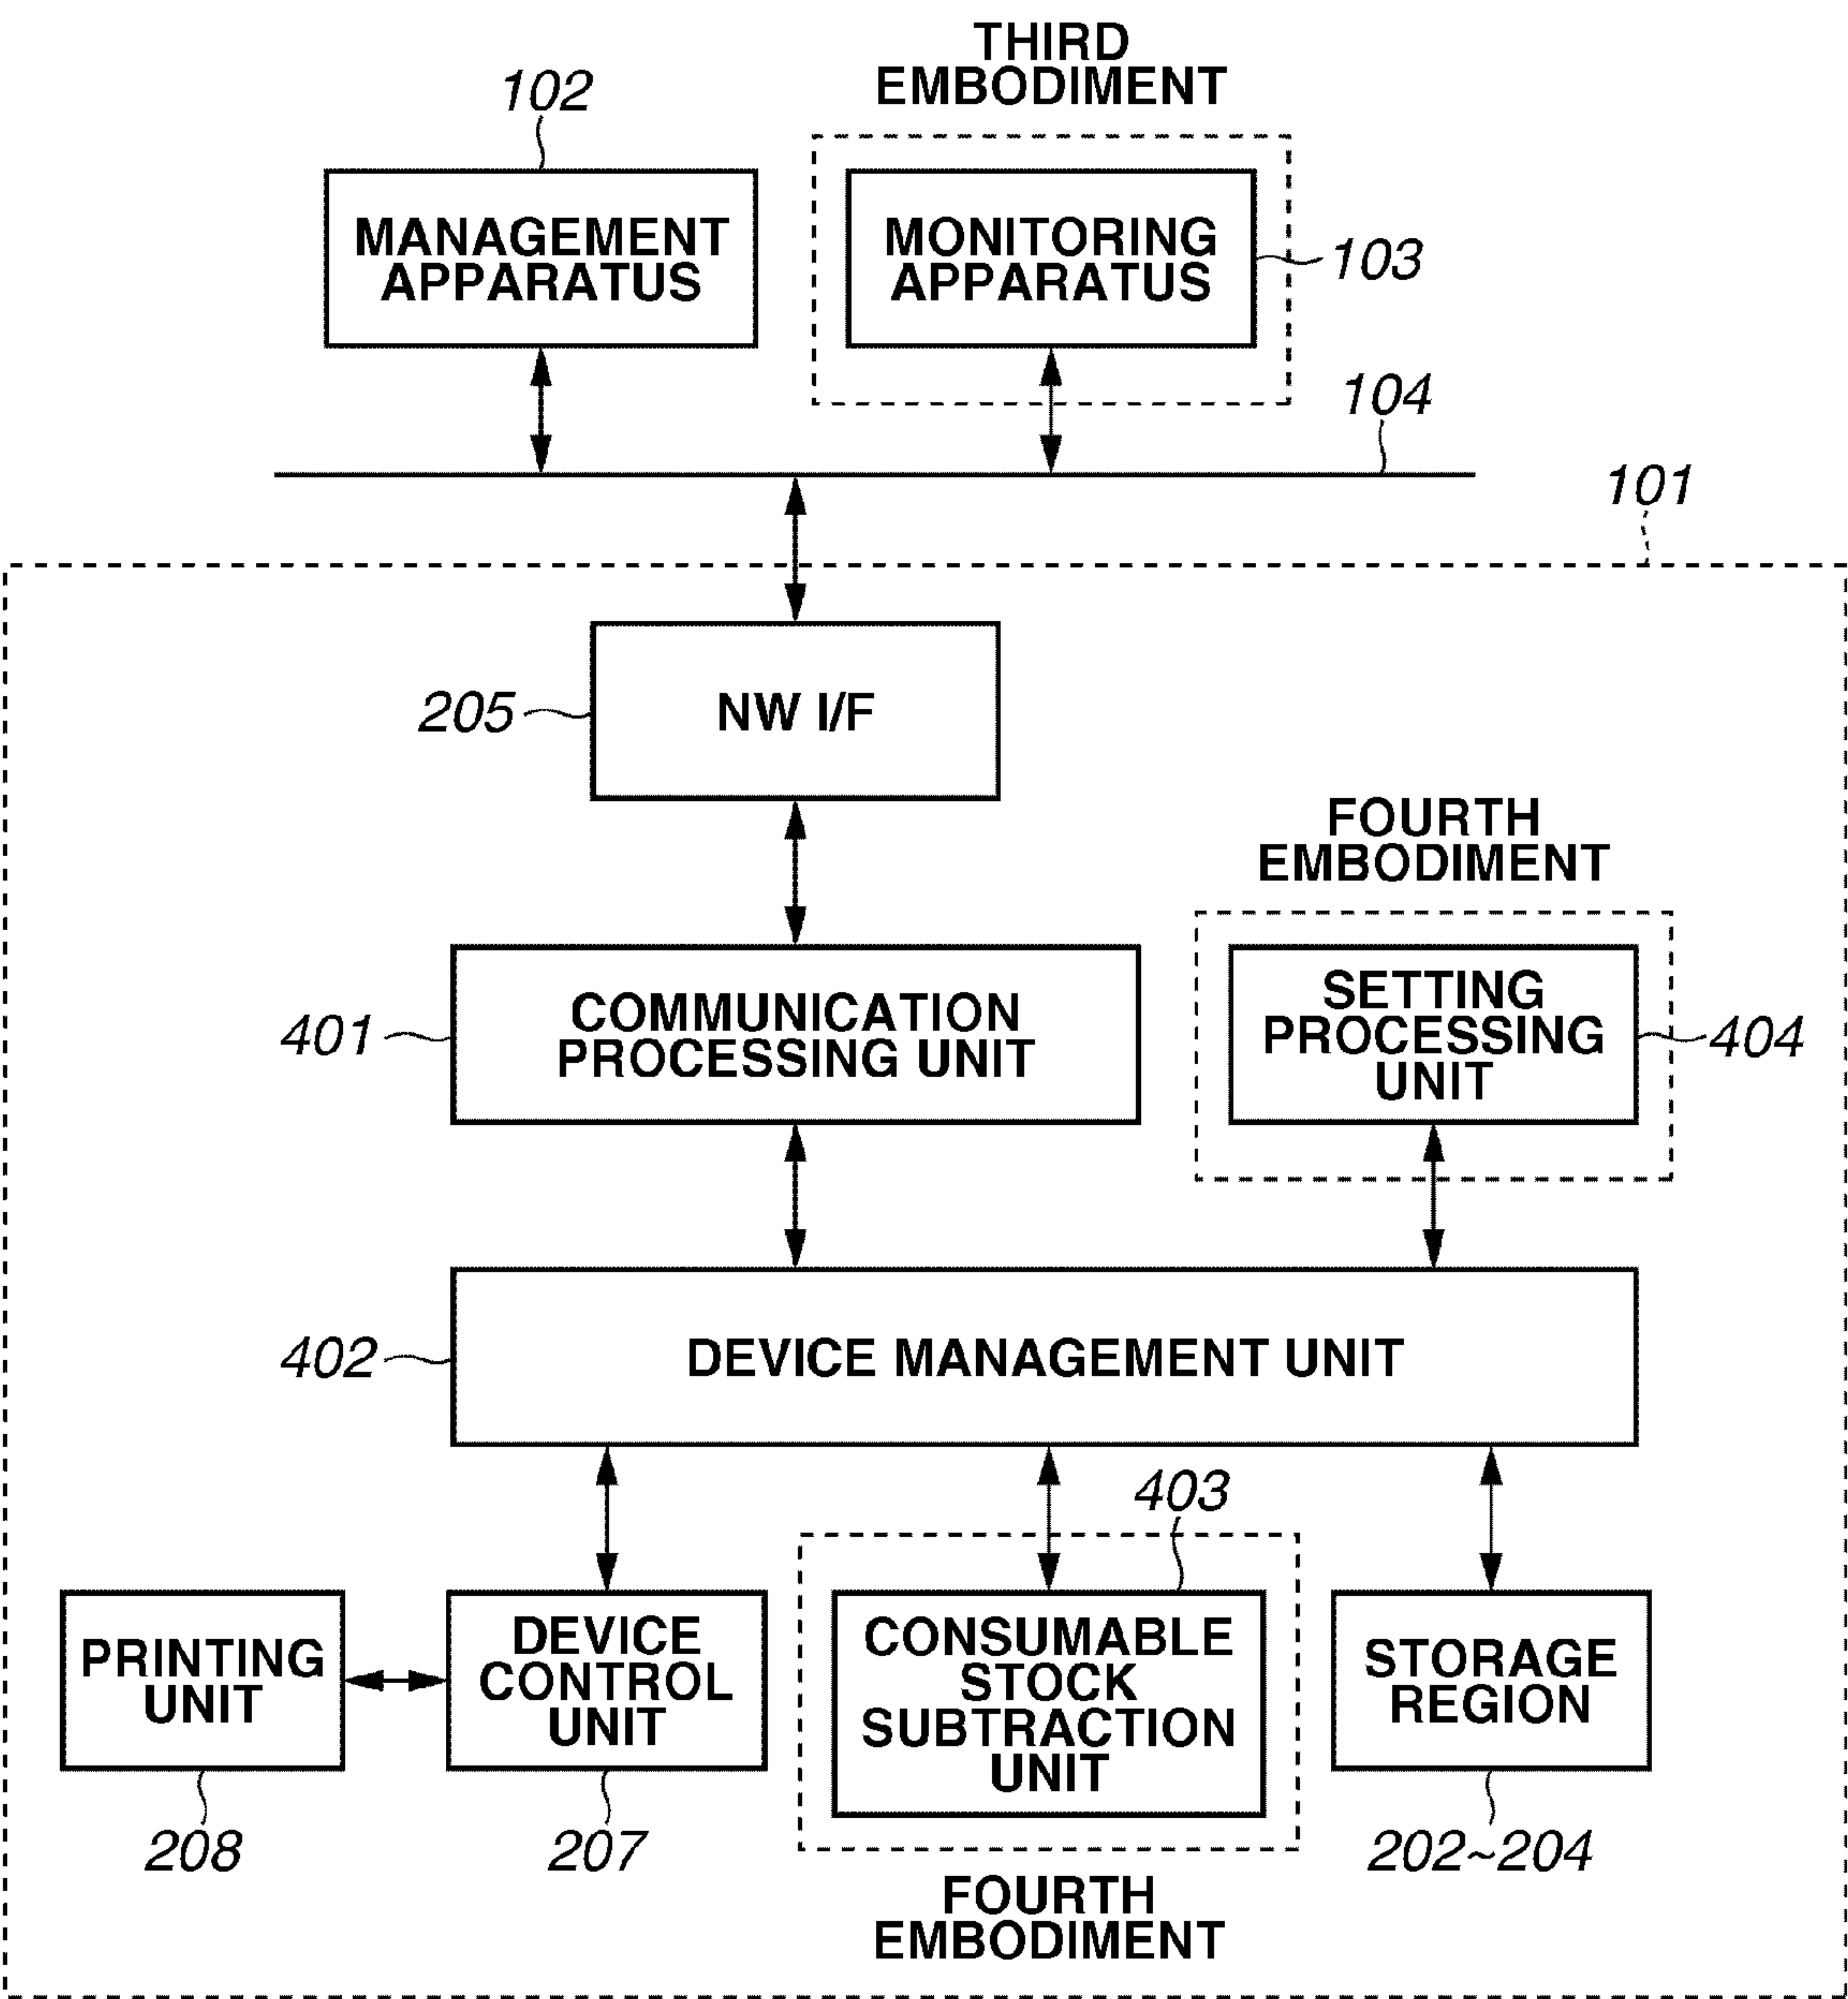 THIRD
EMBODIMENT
102
MANAGEMENT
APPARATUS
MONITORING
APPARATUS
103
104
101
205
NW I/F
FOURTH
EMBODIMENT
401
COMMUNICATION
PROCESSING UNIT
SETTING
PROCESSING
UNIT
404
402
DEVICE MANAGEMENT UNIT
403
PRINTING
UNIT
DEVICE
CONTROL
UNIT
CONSUMABLE
STOCK
SUBTRACTION
UNIT
STORAGE
REGION
208
207
202~204
FOURTH
EMBODIMENT